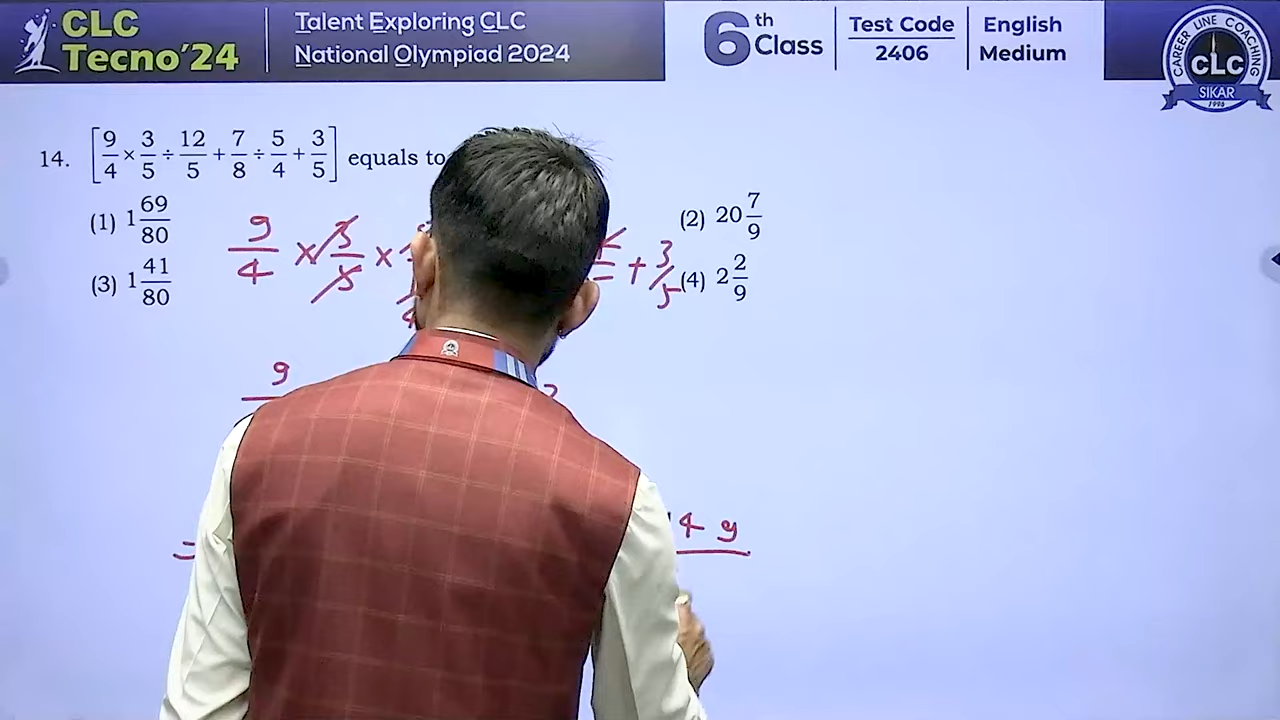 CLC
Tecno'24
Talent Exploring CLC
National Olympiad 2024
6th Class
Test Code
2406
English
Medium
CAREER LINE COACHING
CLC
SIKAR
1996
14. [9/4 × 3/5 ÷ 12/5 + 7/8 ÷ 5/4 + 3/5] equals to
(1) 1 69/80
(2) 20 7/9
(3) 1 41/80
(4) 2 2/9
9/4 × 3/5 ×
+ 3/5
9
=
49